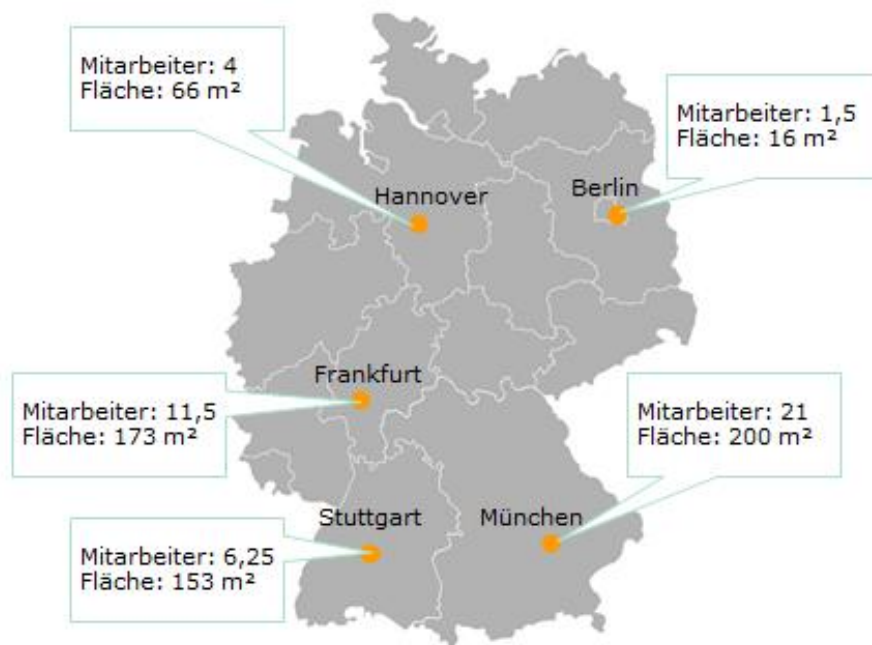 Mitarbeiter: 4
Fläche: 66 m²
Mitarbeiter: 1,5
Fläche: 16 m²
Hannover
Berlin
Frankfurt
Mitarbeiter: 11,5
Fläche: 173 m²
Mitarbeiter: 21
Fläche: 200 m²
Stuttgart
München
Mitarbeiter: 6,25
Fläche: 153 m²